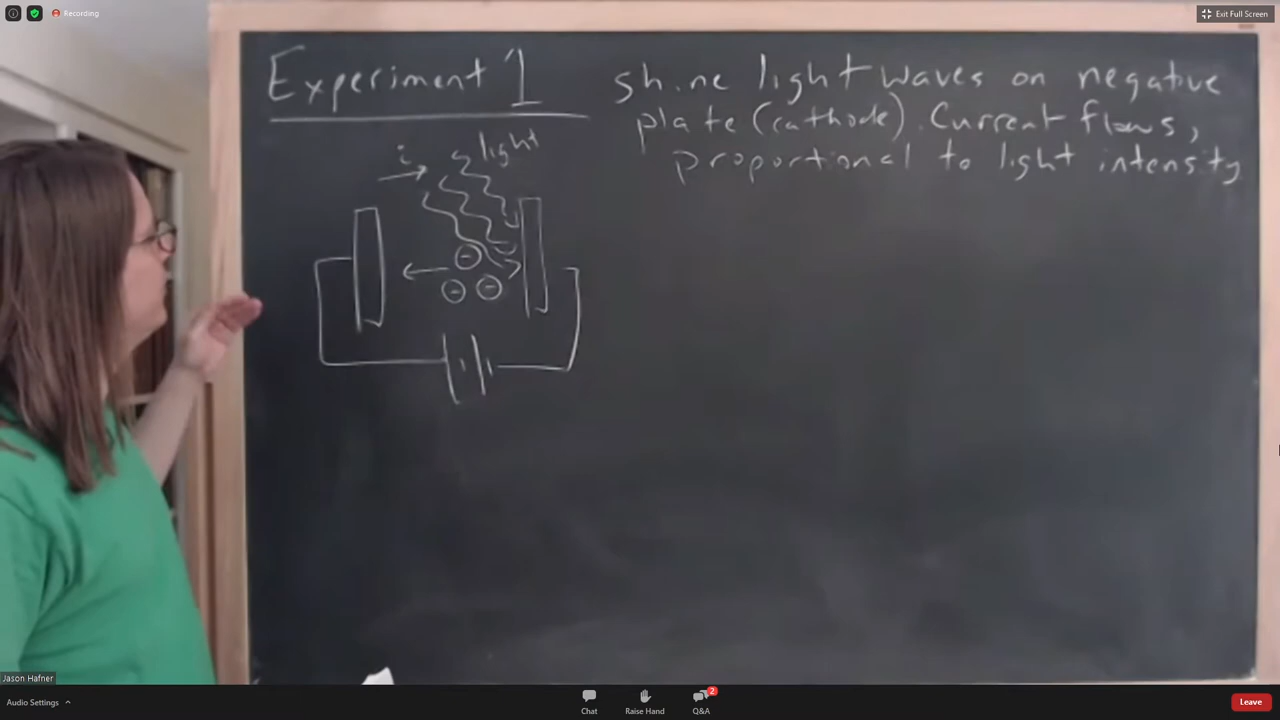 Recording
Exit Full Screen
Experiment 1
shine light waves on negative
plate (cathode). Current flows,
proportional to light intensity
i
light
Jason Hafner
Audio Settings
Chat
Raise Hand
Q&A
2
Leave